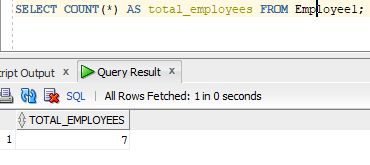 SELECT COUNT(*) AS total_employees FROM Employee1;
cript Output x Query Result x
SQL All Rows Fetched: 1 in 0 seconds
TOTAL_EMPLOYEES
1 7